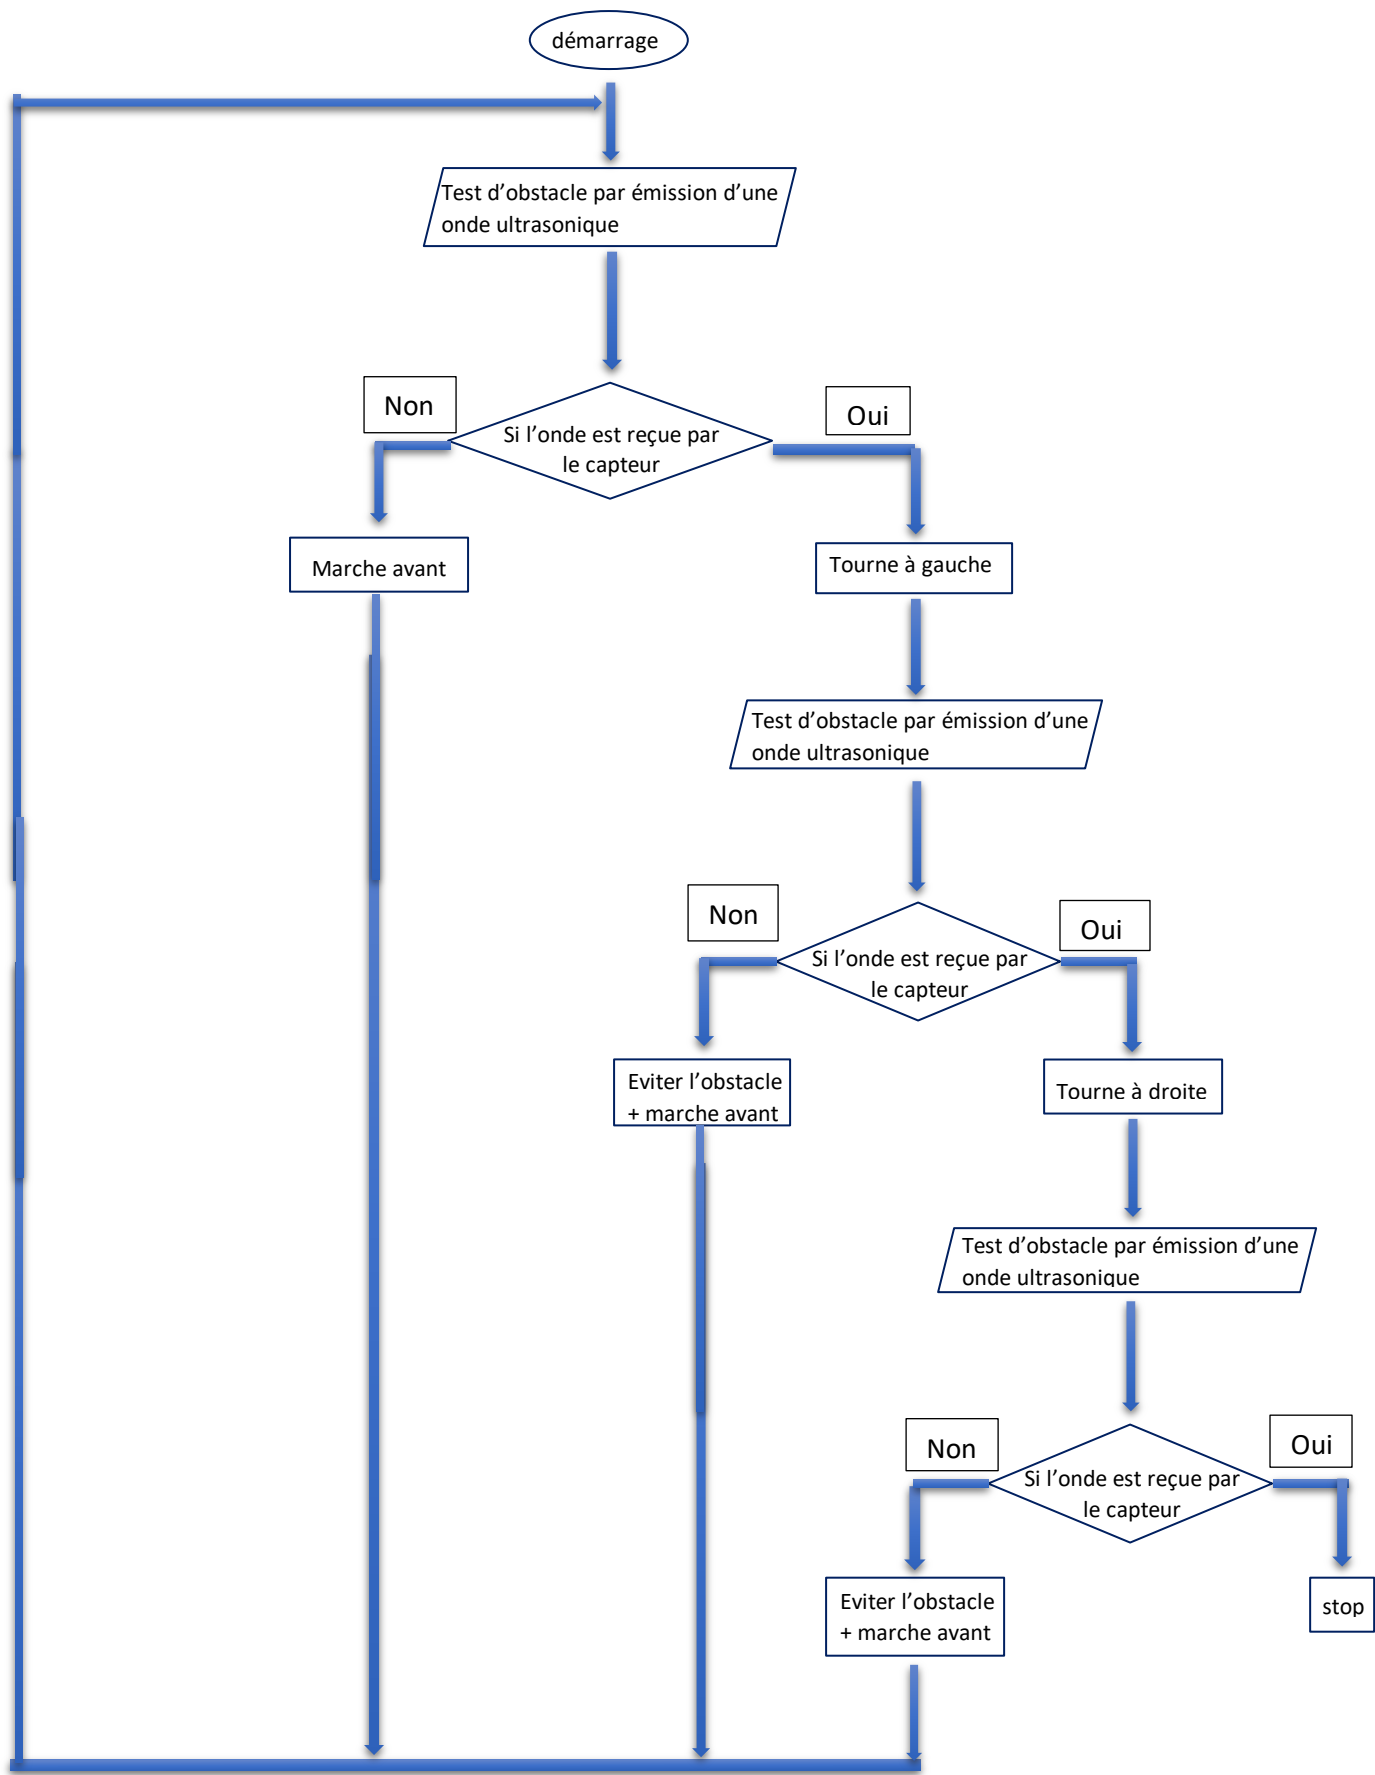 démarrage
Test d’obstacle par émission d’une
onde ultrasonique
Non
Oui
Si l’onde est reçue par
le capteur
Marche avant
Tourne à gauche
Test d’obstacle par émission d’une
onde ultrasonique
Non
Oui
Si l’onde est reçue par
le capteur
Eviter l’obstacle
+ marche avant
Tourne à droite
Test d’obstacle par émission d’une
onde ultrasonique
Non
Oui
Si l’onde est reçue par
le capteur
Eviter l’obstacle
+ marche avant
stop